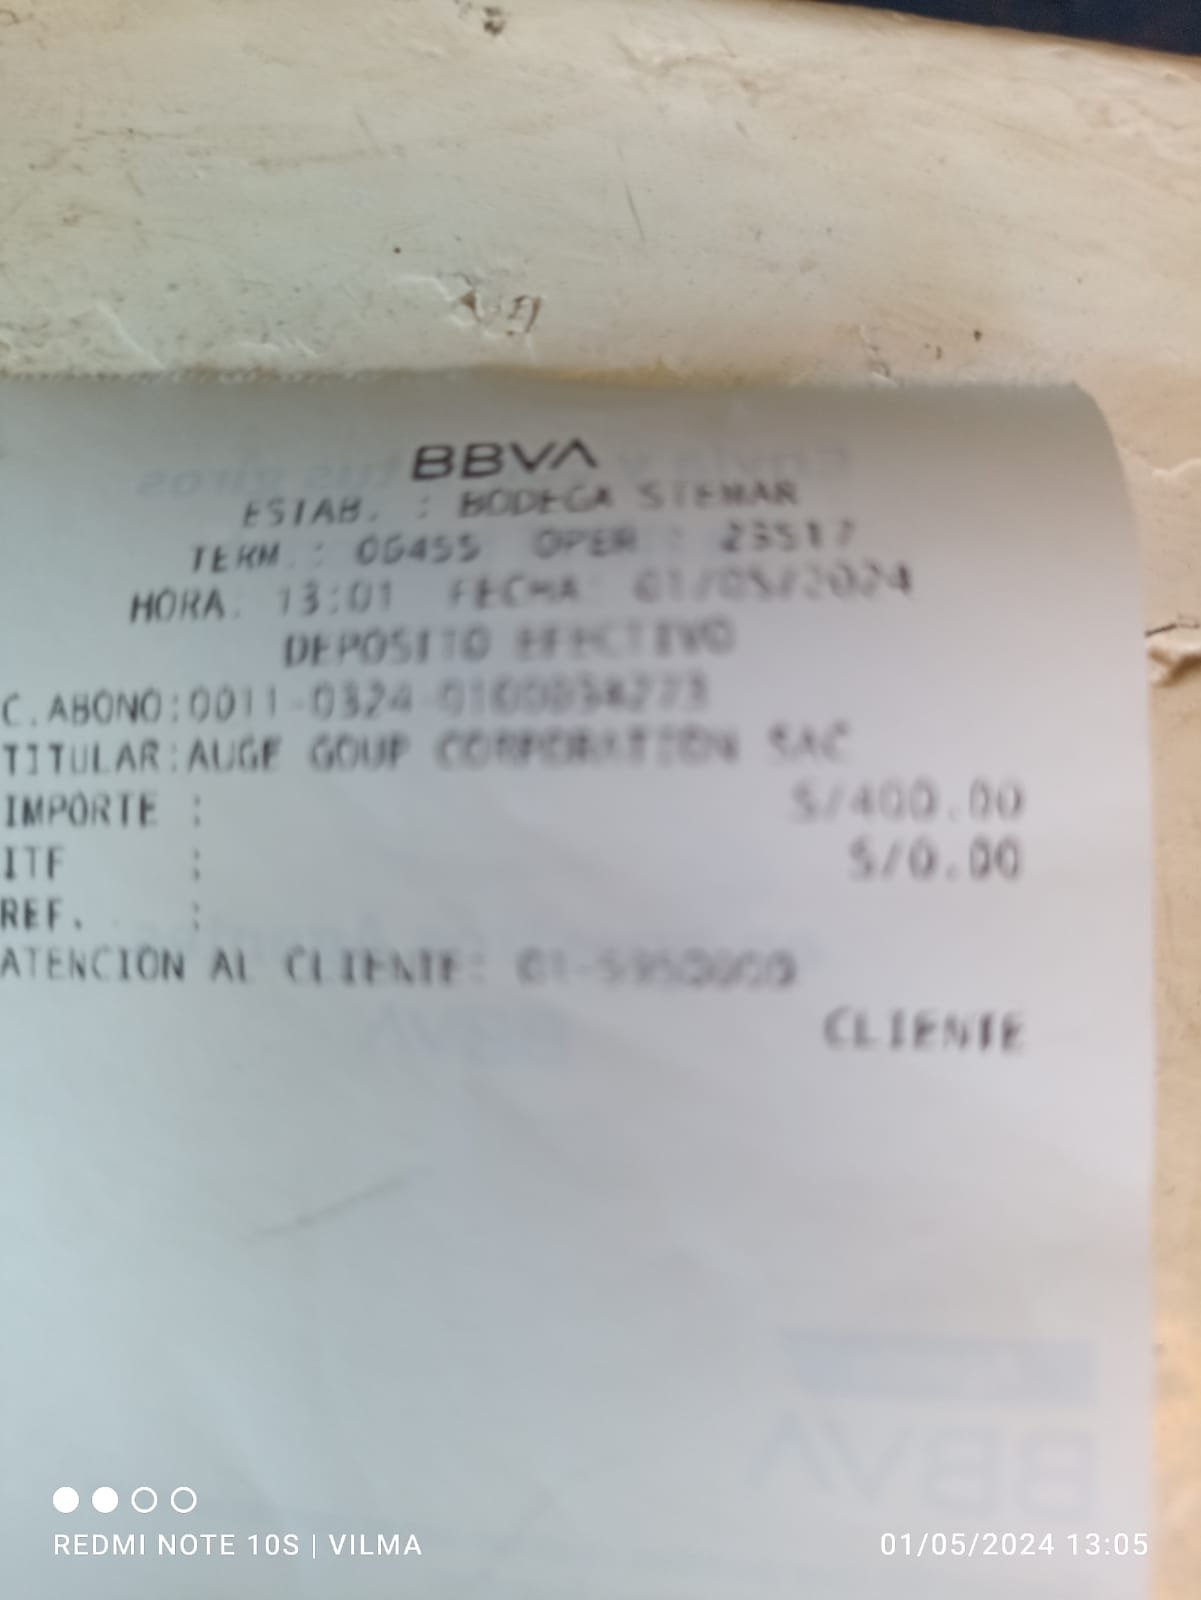 BBVA
ESTAB. : BODEGA STEMAR
TERM.: 06455 OPER : 23517
HORA: 13:01 FECHA: 01/05/2024
DEPOSITO EFECTIVO
C.ABONO:0011-0324-0100038273
TITULAR:AUGE GOUP CORPORATION SAC
IMPORTE : S/400.00
ITF : S/0.00
REF. :
ATENCION AL CLIENTE: 01-5950000
CLIENTE
BBVA
REDMI NOTE 10S | VILMA
01/05/2024 13:05